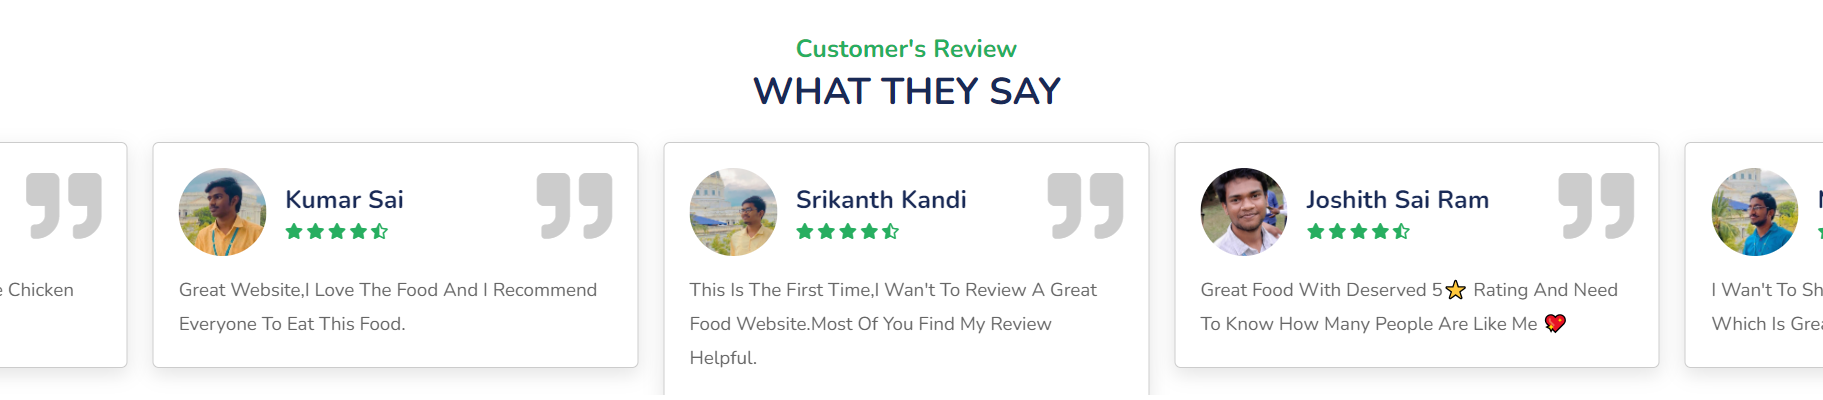 Customer's Review
WHAT THEY SAY
Chicken
Kumar Sai
Great Website,I Love The Food And I Recommend
Everyone To Eat This Food.
Srikanth Kandi
This Is The First Time,I Wan't To Review A Great
Food Website.Most Of You Find My Review
Helpful.
Joshith Sai Ram
Great Food With Deserved 5⭐ Rating And Need
To Know How Many People Are Like Me 💖
I Wan't To Sh
Which Is Grea